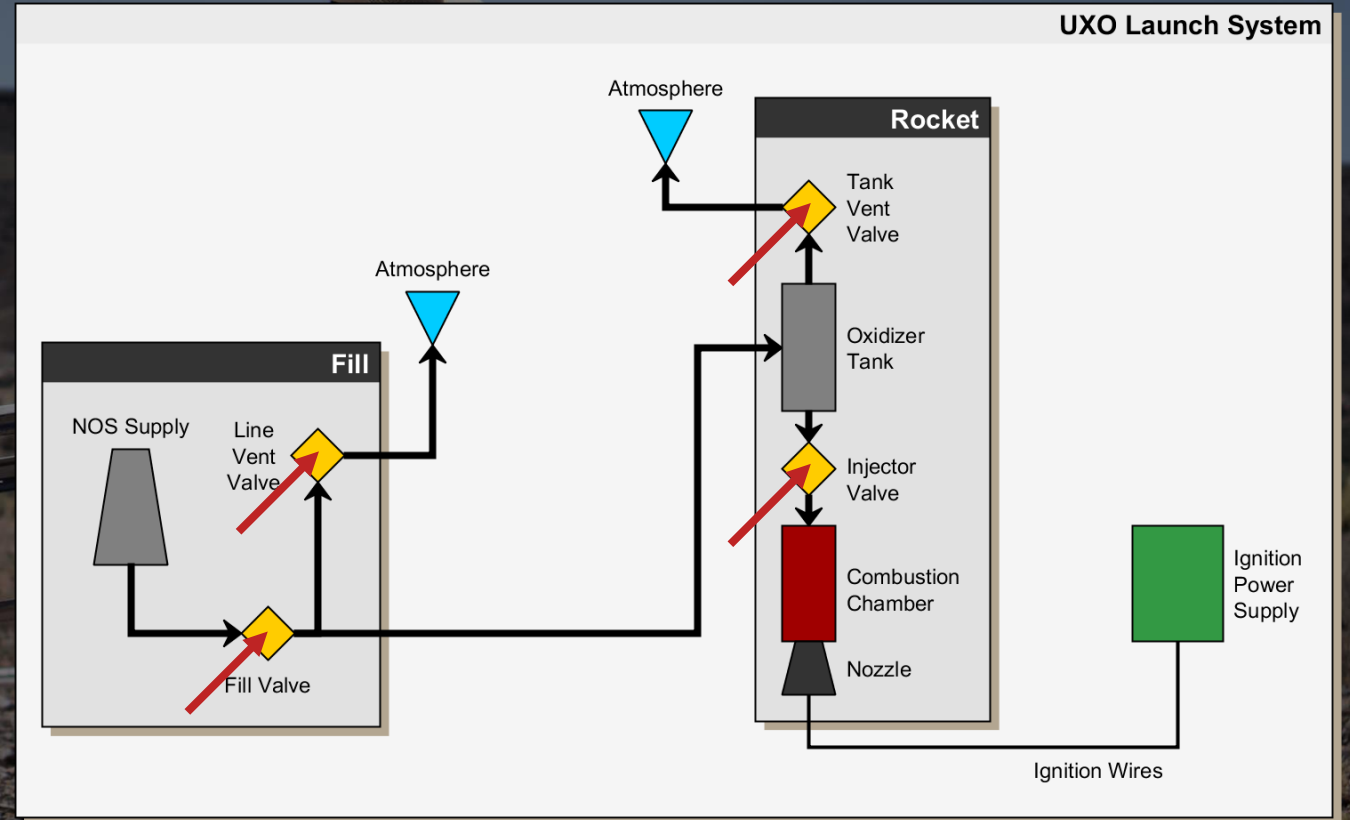 UXO Launch System
Atmosphere
Rocket
Tank
Vent
Valve
Atmosphere
Oxidizer
Tank
Fill
NOS Supply
Line
Vent
Valve
Injector
Valve
Combustion
Chamber
Ignition
Power
Supply
Nozzle
Fill Valve
Ignition Wires